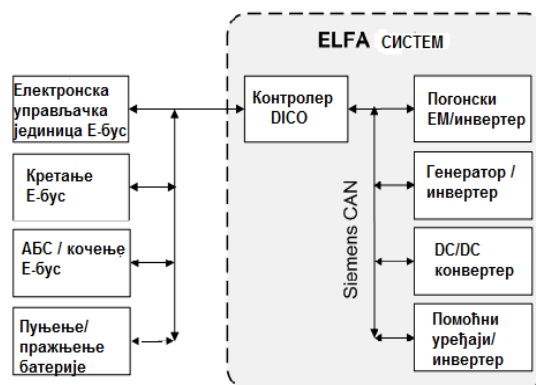 ELFA СИСТЕМ
Електронска
управљачка
јединица Е-бус
Кретање
Е-бус
АБС / кочење
Е-бус
Пуњење/
пражњење
батерије
Контролер
DICO
Siemens CAN
Погонски
ЕМ/инвертер
Генератор /
инвертер
DC/DC
конвертер
Помоћни
уређаји/
инвертер